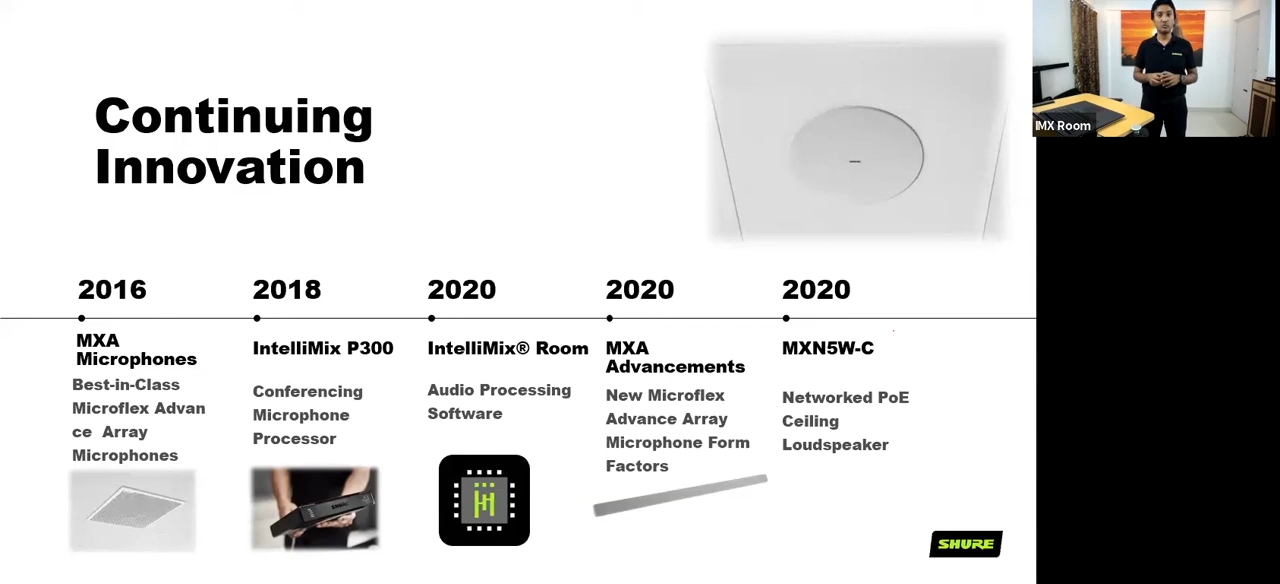 Continuing
Innovation
IMX Room
2016
2018
2020
2020
2020
MXA
Microphones
Best-in-Class
Microflex Advan
ce Array
Microphones
IntelliMix P300
Conferencing
Microphone
Processor
SHURE
IntelliMix® Room
Audio Processing
Software
MXA
Advancements
New Microflex
Advance Array
Microphone Form
Factors
MXN5W-C
Networked PoE
Ceiling
Loudspeaker
SHURE